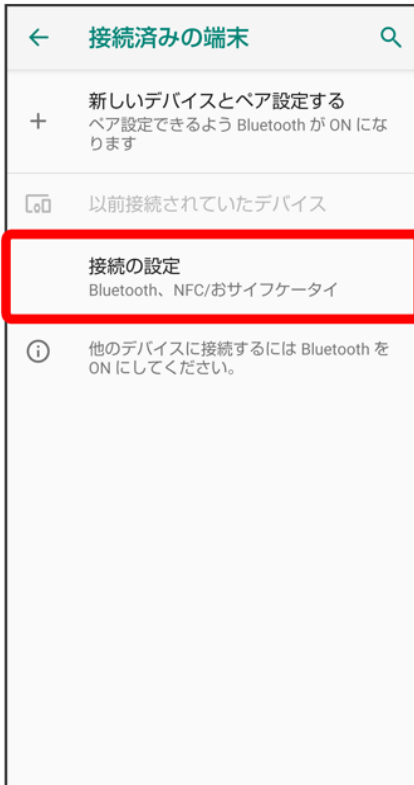 接続済みの端末
新しいデバイスとペア設定する
ペア設定できるよう Bluetooth が ON にな
ります
以前接続されていたデバイス
接続の設定
Bluetooth、NFC/おサイフケータイ
他のデバイスに接続するには Bluetooth を
ON にしてください。